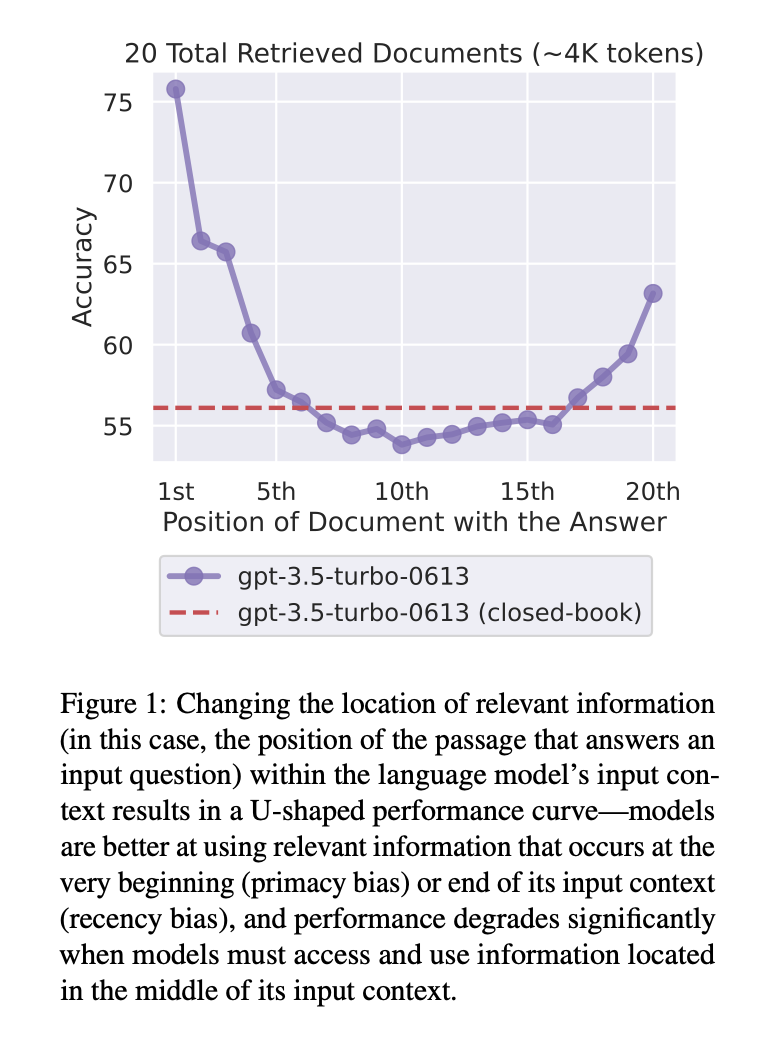 20 Total Retrieved Documents (~4K tokens)
75
70
65
60
55
Accuracy
1st 5th 10th 15th 20th
Position of Document with the Answer
gpt-3.5-turbo-0613
gpt-3.5-turbo-0613 (closed-book)
Figure 1: Changing the location of relevant information
(in this case, the position of the passage that answers an
input question) within the language model’s input con-
text results in a U-shaped performance curve—models
are better at using relevant information that occurs at the
very beginning (primacy bias) or end of its input context
(recency bias), and performance degrades significantly
when models must access and use information located
in the middle of its input context.